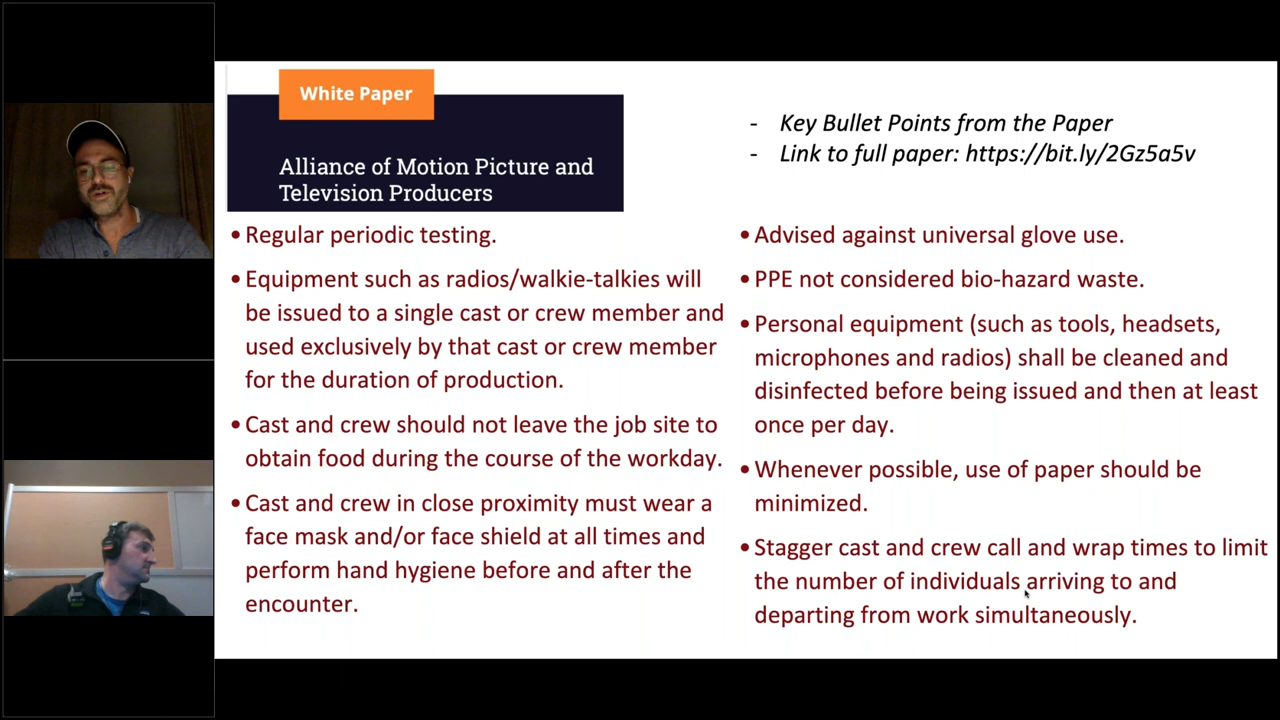 White Paper
Alliance of Motion Picture and
Television Producers
- Key Bullet Points from the Paper
- Link to full paper: https://bit.ly/2Gz5a5v
• Regular periodic testing.
• Equipment such as radios/walkie-talkies will
be issued to a single cast or crew member and
used exclusively by that cast or crew member
for the duration of production.
• Cast and crew should not leave the job site to
obtain food during the course of the workday.
• Cast and crew in close proximity must wear a
face mask and/or face shield at all times and
perform hand hygiene before and after the
encounter.
• Advised against universal glove use.
• PPE not considered bio-hazard waste.
• Personal equipment (such as tools, headsets,
microphones and radios) shall be cleaned and
disinfected before being issued and then at least
once per day.
• Whenever possible, use of paper should be
minimized.
• Stagger cast and crew call and wrap times to limit
the number of individuals arriving to and
departing from work simultaneously.